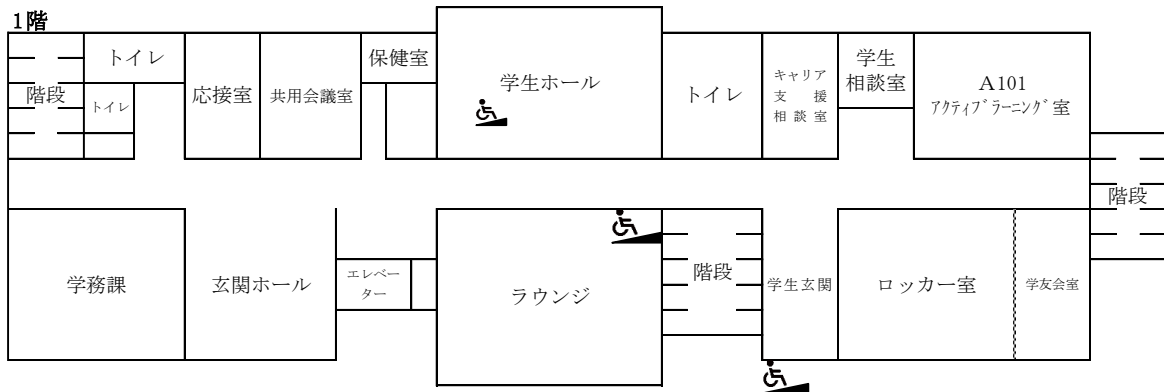 1階
トイレ
保健室
学生ホール
学生
相談室
階段
トイレ
応接室
共用会議室
トイレ
キャリア
支援
相談室
A101
アクティブラーニング室
階段
学務課
玄関ホール
エレベー
ター
ラウンジ
階段
学生玄関
ロッカー室
学友会室